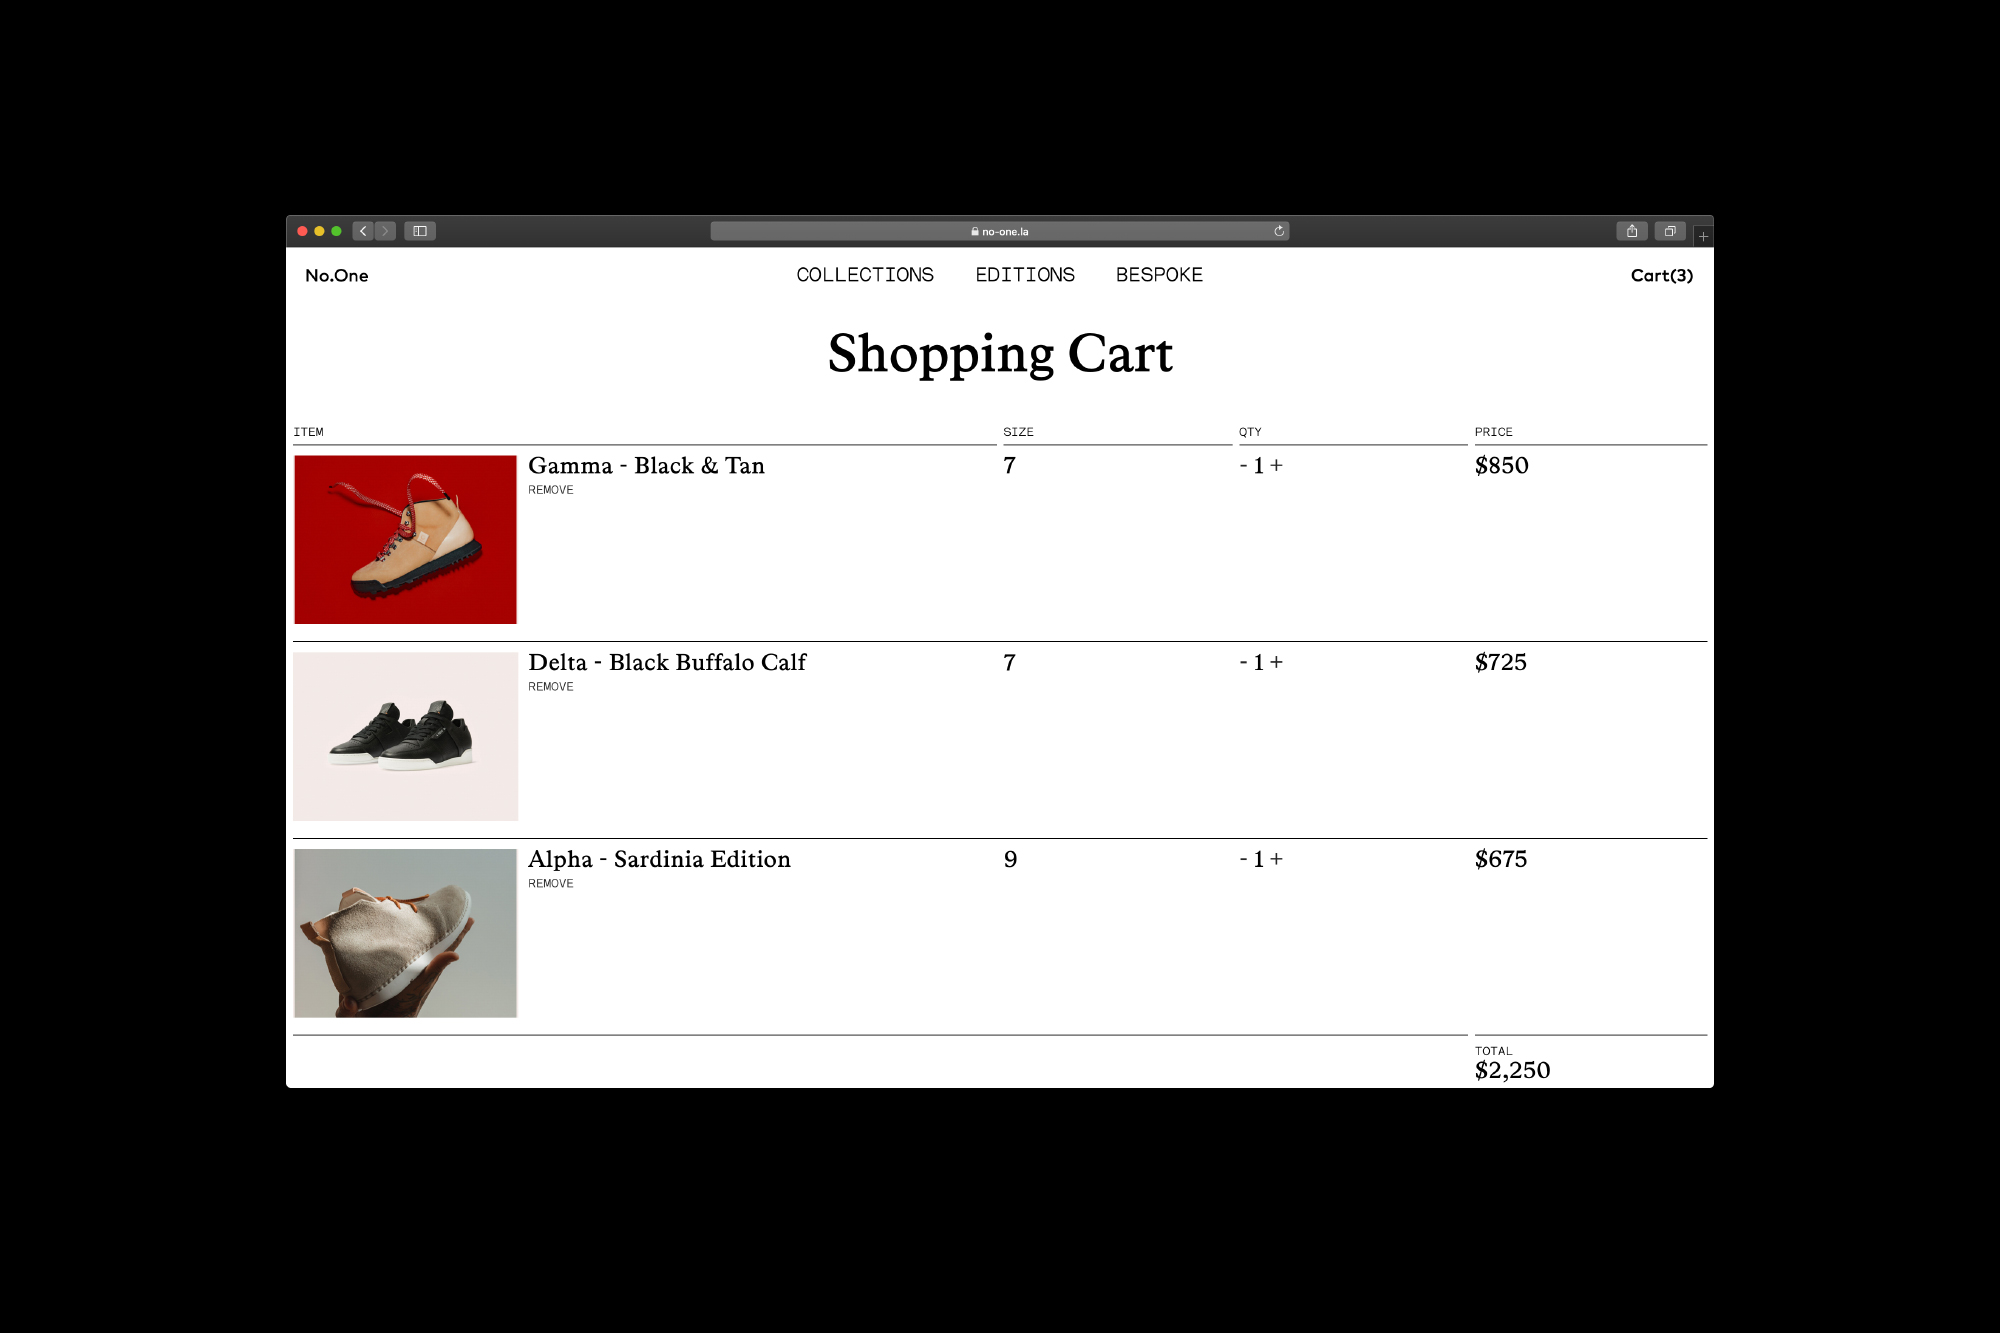 no-one.la
No.One COLLECTIONS EDITIONS BESPOKE Cart(3)
Shopping Cart
ITEM SIZE QTY PRICE
Gamma - Black & Tan 7 - 1 + $850
REMOVE
Delta - Black Buffalo Calf 7 - 1 + $725
REMOVE
Alpha - Sardinia Edition 9 - 1 + $675
REMOVE
TOTAL
$2,250